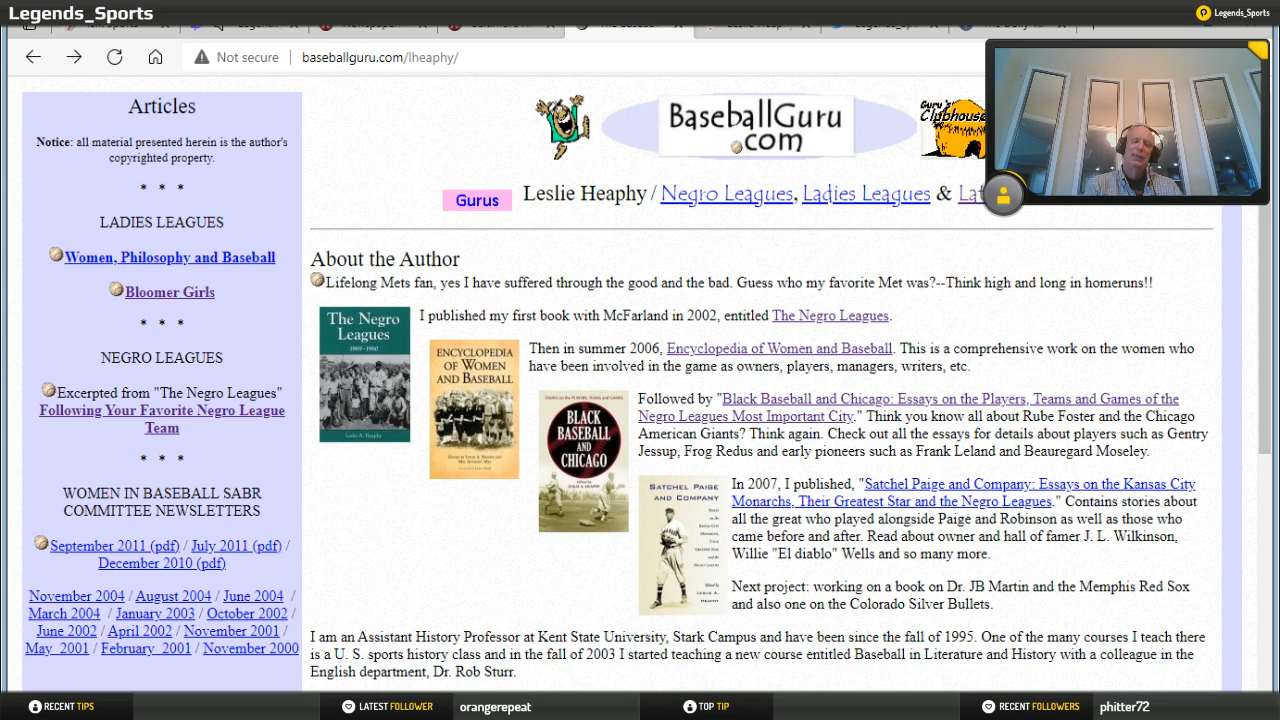 Legends_Sports
Legends_Sports
Not secure
baseballguru.com/lheaphy/
Articles
Notice: all material presented herein is the author's
copyrighted property.
* * *
LADIES LEAGUES
Women, Philosophy and Baseball
Bloomer Girls
* * *
NEGRO LEAGUES
Excerpted from "The Negro Leagues"
Following Your Favorite Negro League
Team
* * *
WOMEN IN BASEBALL SABR
COMMITTEE NEWSLETTERS
September 2011 (pdf) / July 2011 (pdf) /
December 2010 (pdf)
November 2004 / August 2004 / June 2004 /
March 2004 / January 2003 / October 2002 /
June 2002 / April 2002 / November 2001 /
May 2001 / February 2001 / November 2000
BaseballGuru
.com
Guru's
Clubhouse
Gurus
Leslie Heaphy / Negro Leagues, Ladies Leagues & Lat
About the Author
Lifelong Mets fan, yes I have suffered through the good and the bad. Guess who my favorite Met was?--Think high and long in homeruns!!
The Negro
Leagues
1869-1960
Leslie A. Heaphy
I published my first book with McFarland in 2002, entitled The Negro Leagues.
ENCYCLOPEDIA
OF WOMEN
AND BASEBALL
Then in summer 2006, Encyclopedia of Women and Baseball. This is a comprehensive work on the women who
have been involved in the game as owners, players, managers, writers, etc.
BLACK
BASEBALL
AND
CHICAGO
Followed by "Black Baseball and Chicago: Essays on the Players, Teams and Games of the
Negro Leagues Most Important City." Think you know all about Rube Foster and the Chicago
American Giants? Think again. Check out all the essays for details about players such as Gentry
Jessup, Frog Redus and early pioneers such as Frank Leland and Beauregard Moseley.
SATCHEL PAIGE
AND COMPANY
In 2007, I published, "Satchel Paige and Company: Essays on the Kansas City
Monarchs, Their Greatest Star and the Negro Leagues." Contains stories about
all the great who played alongside Paige and Robinson as well as those who
came before and after. Read about owner and hall of famer J. L. Wilkinson,
Willie "El diablo" Wells and so many more.
Next project: working on a book on Dr. JB Martin and the Memphis Red Sox
and also one on the Colorado Silver Bullets.
I am an Assistant History Professor at Kent State University, Stark Campus and have been since the fall of 1995. One of the many courses I teach there
is a U. S. sports history class and in the fall of 2003 I started teaching a new course entitled Baseball in Literature and History with a colleague in the
English department, Dr. Rob Sturr.
RECENT TIPS
LATEST FOLLOWER
orangerepeat
TOP TIP
RECENT FOLLOWERS
phitter72